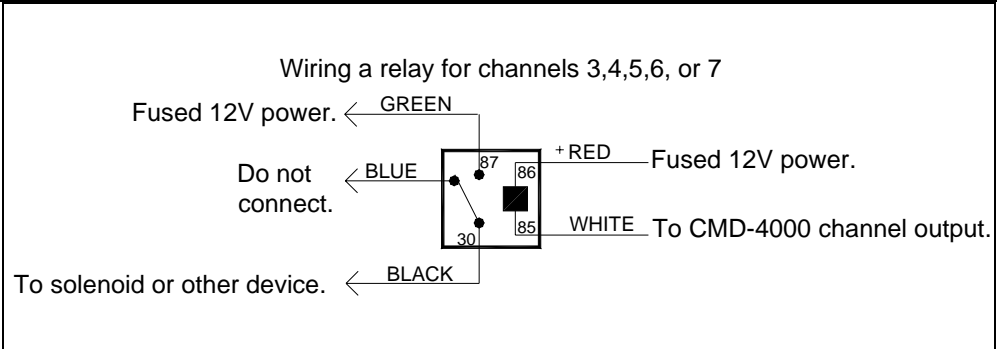 Wiring a relay for channels 3,4,5,6, or 7
Fused 12V power.
GREEN
87
+RED
Fused 12V power.
86
Do not
connect.
BLUE
85
WHITE
To CMD-4000 channel output.
30
To solenoid or other device.
BLACK